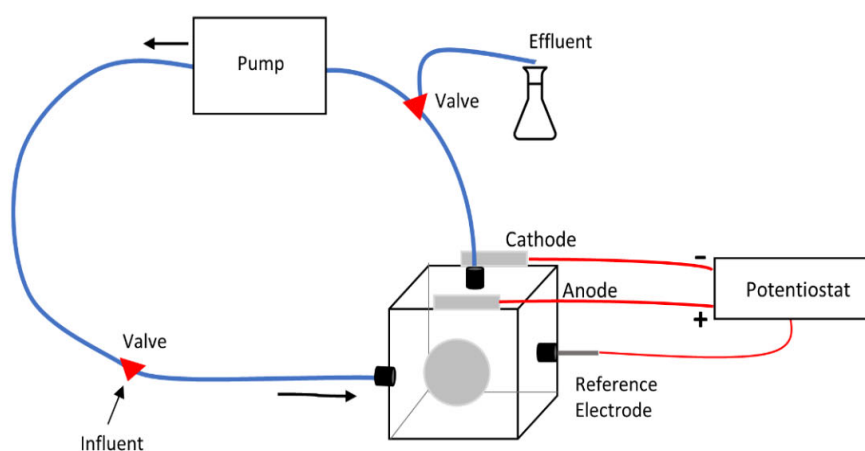 Effluent
Pump
Valve
Cathode
-
Anode
Potentiostat
+
Valve
Reference
Electrode
Influent